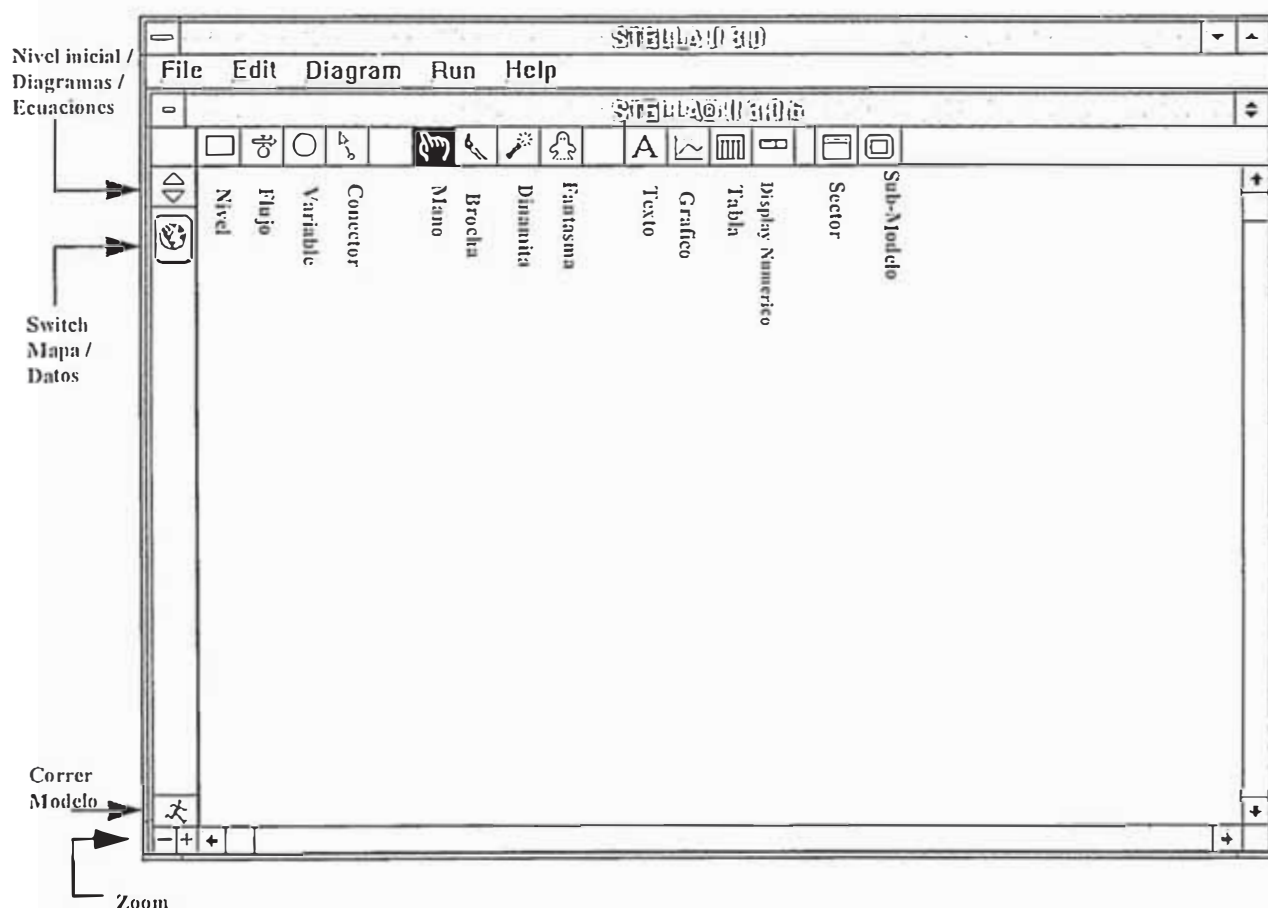 Nivel inicial /
Diagramas /
Ecuaciones
File Edit Diagram Run Help
Nivel
Flujo
Variable
Conector
Mano
Brocha
Dinamita
Fantasma
A
Texto
Grafico
Tabla
Display Numerico
Sector
Sub-Modelo
Switch
Mapa /
Datos
Correr
Modelo
- +
Zoom